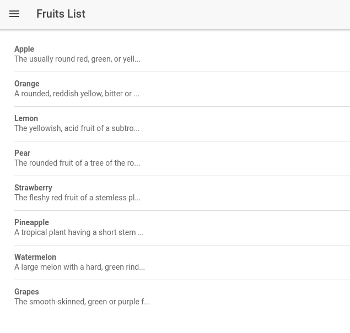 Fruits List
Apple
The usually round red, green, or yell...
Orange
A rounded, reddish yellow, bitter or ...
Lemon
The yellowish, acid fruit of a subtro...
Pear
The rounded fruit of a tree of the ro...
Strawberry
The fleshy red fruit of a stemless pl...
Pineapple
A tropical plant having a short stem ...
Watermelon
A large melon with a hard, green rind...
Grapes
The smooth-skinned, green or purple f...